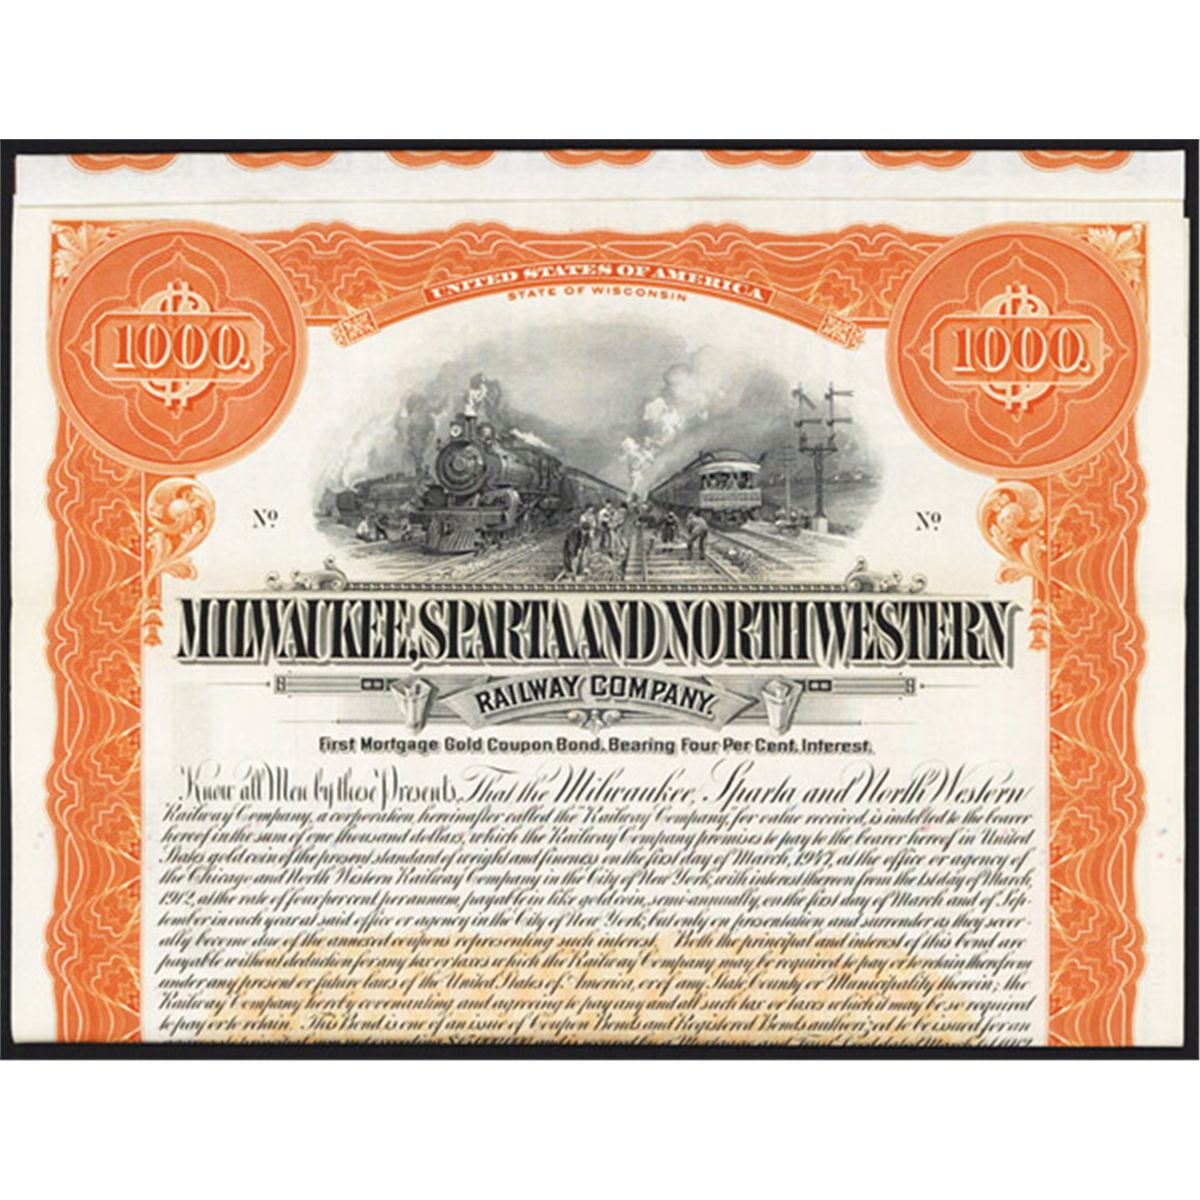 UNITED STATES OF AMERICA
STATE OF WISCONSIN
1000.
1000.
Nº
Nº
MILWAUKEE, SPARTA AND NORTH WESTERN
RAILWAY COMPANY.
First Mortgage Gold Coupon Bond, Bearing Four Per Cent. Interest.
Know all Men by these Presents, That the Milwaukee, Sparta and North Western
Railway Company, a corporation, hereinafter called the "Railway Company," for value received, is indebted to the bearer
hereof in the sum of one thousand dollars, which the Railway Company promises to pay to the bearer hereof in United
States gold coin of the present standard of weight and fineness on the first day of March, 1947, at the office or agency of
the Chicago and North Western Railway Company in the City of New York, with interest thereon from the 1st day of March,
1912, at the rate of four per cent per annum, payable in like gold coin, semi-annually, on the first day of March and of Sep-
tember in each year at said office or agency in the City of New York, but only on presentation and surrender as they sever-
ally become due of the annexed coupons representing such interest. Both the principal and interest of this bond are
payable without deduction for any tax or taxes which the Railway Company may be required to pay or to retain therefrom
under any present or future laws of the United States of America, or of any State, County or Municipality therein; the
Railway Company hereby covenanting and agreeing to pay any and all such tax or taxes which it may be so required
to pay or to retain. This Bond is one of an issue of Coupon Bonds and Registered Bonds authorized to be issued for an